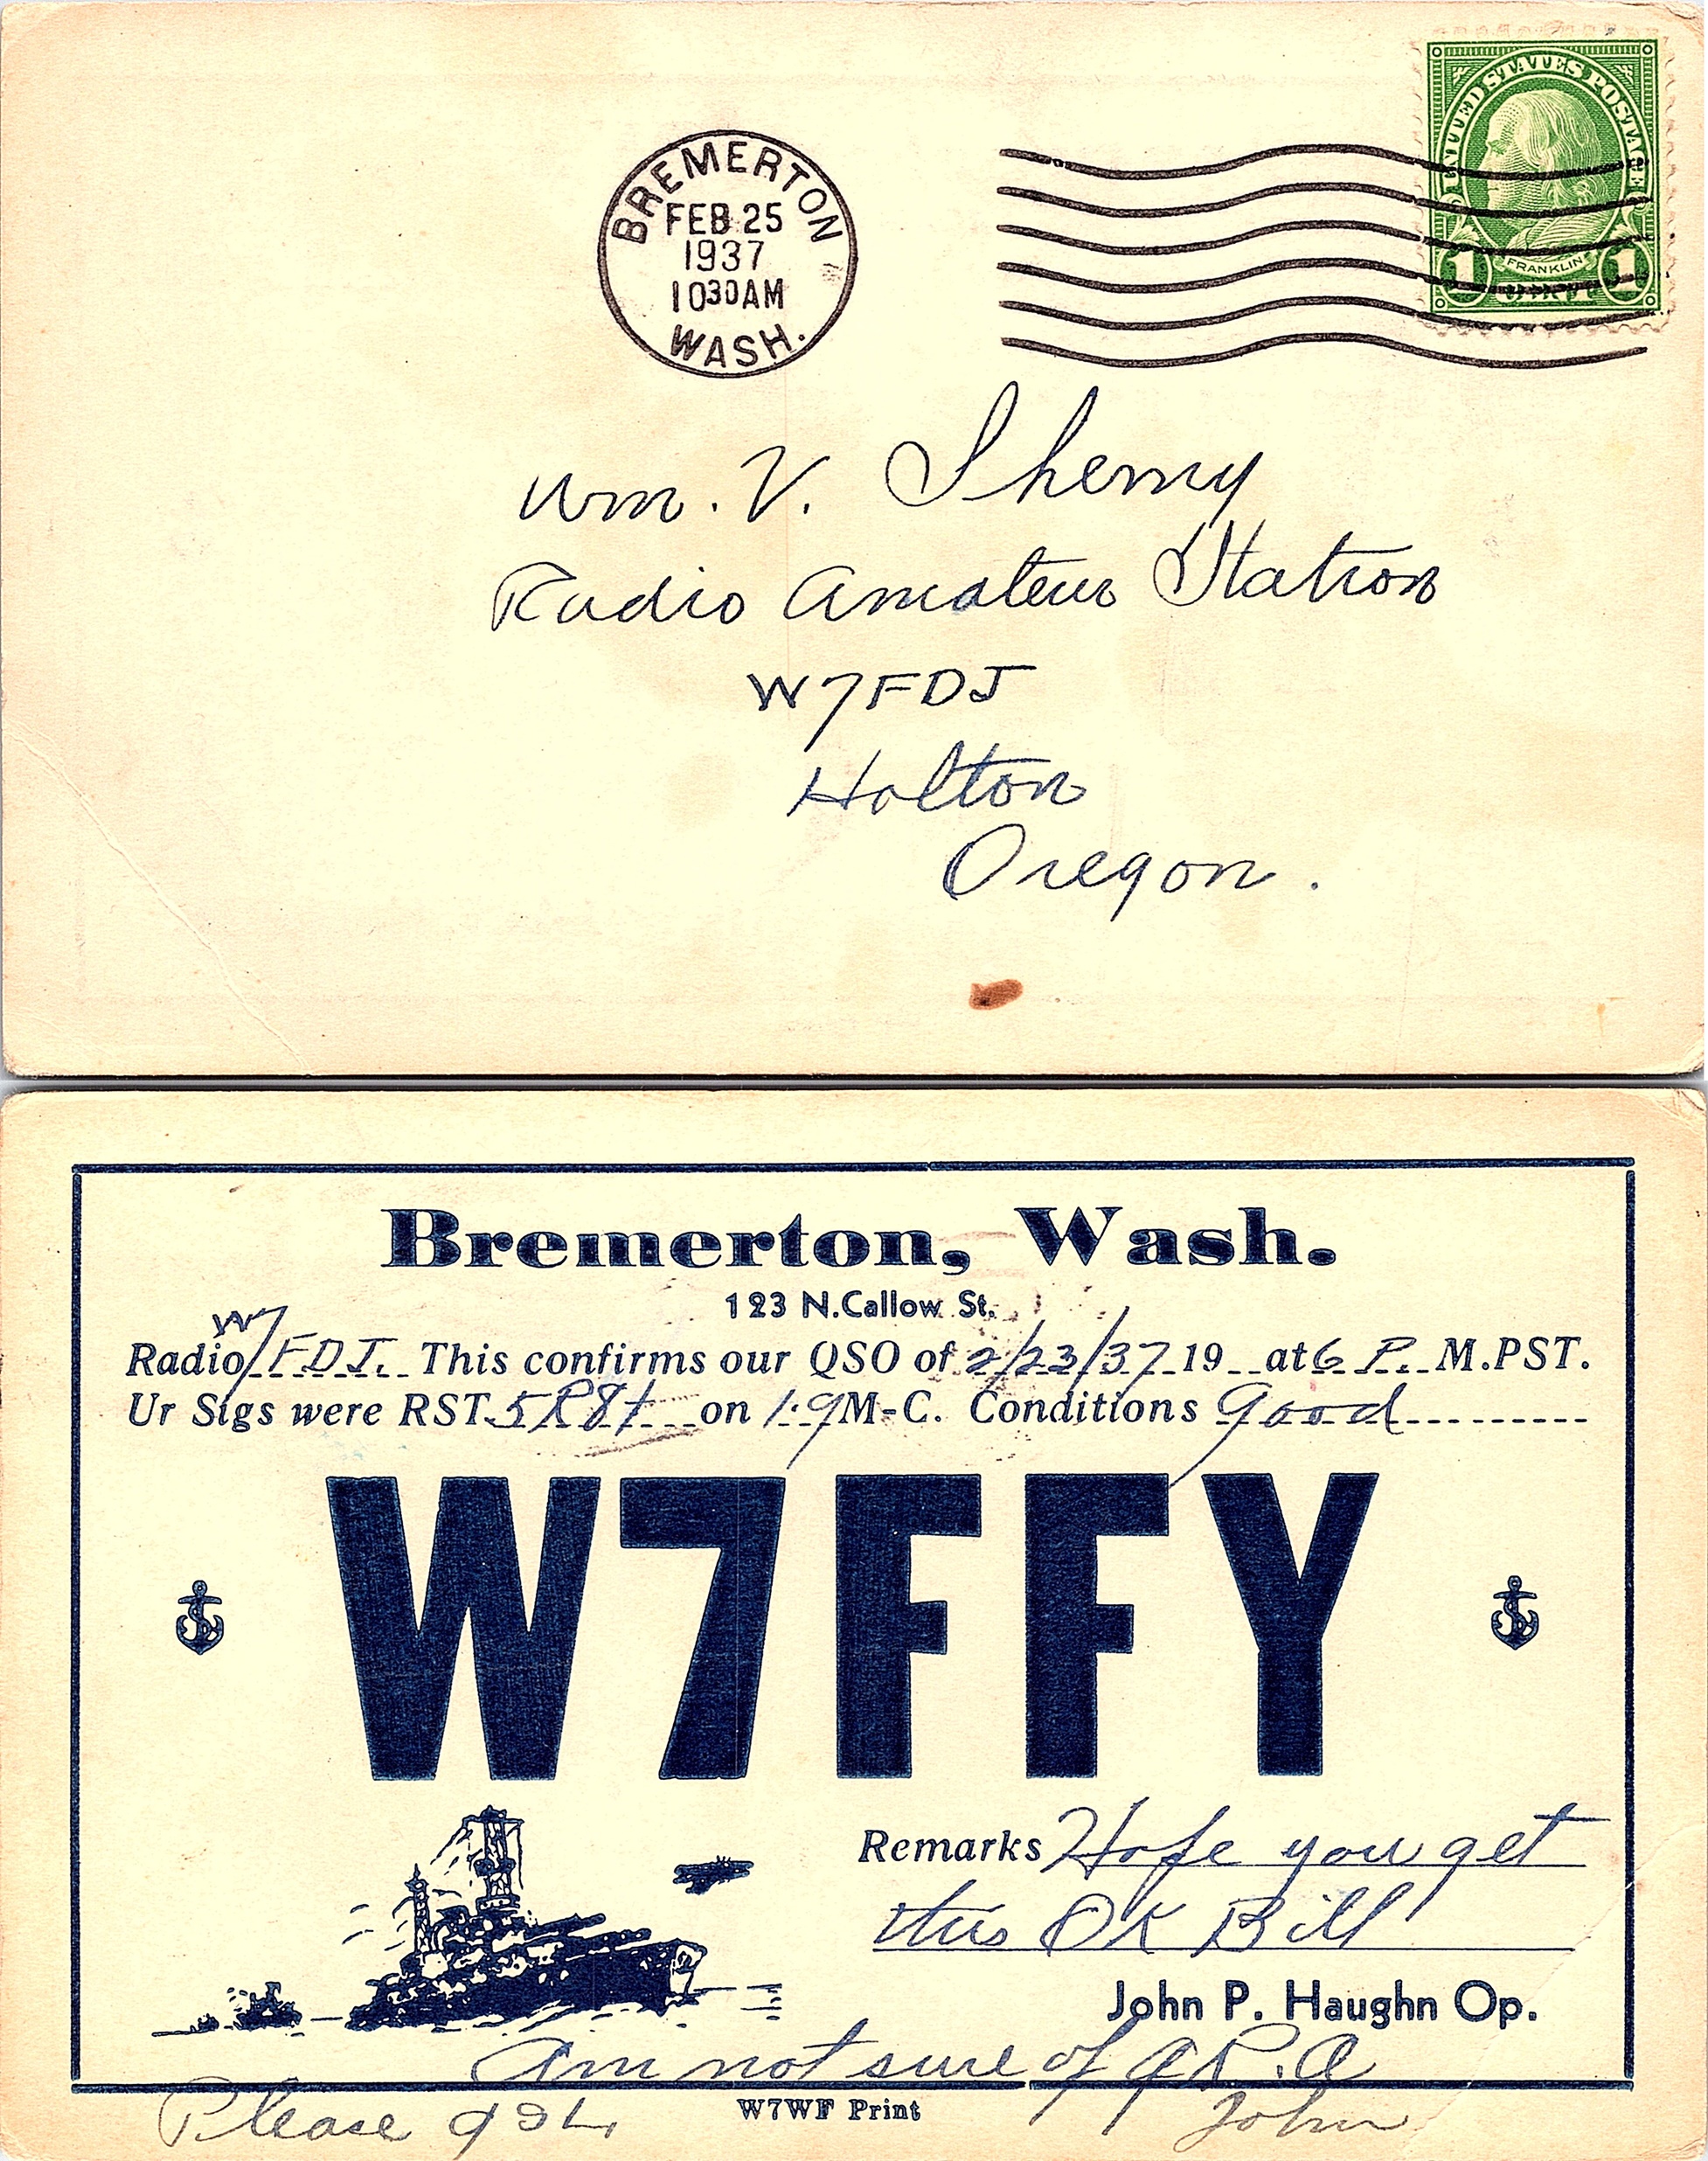 UNITED STATES POSTAGE
FRANKLIN
1 1
BREMERTON
FEB 25
1937
10 30 AM
WASH.
Wm. V. Shemy
Radio Amateur Station
W7FDJ
Holton
Oregon.
Bremerton, Wash.
123 N.Callow St.
Radio W7FDJ. This confirms our QSO of 2/23/37 19 at 6 P. M.PST.
Ur Sigs were RST 5R8t on 1.9 M-C. Conditions good
W7FFY
Remarks Hope you get
this OK Bill
John P. Haughn Op.
Am not sure of QRA
Please QSL W7WF Print John